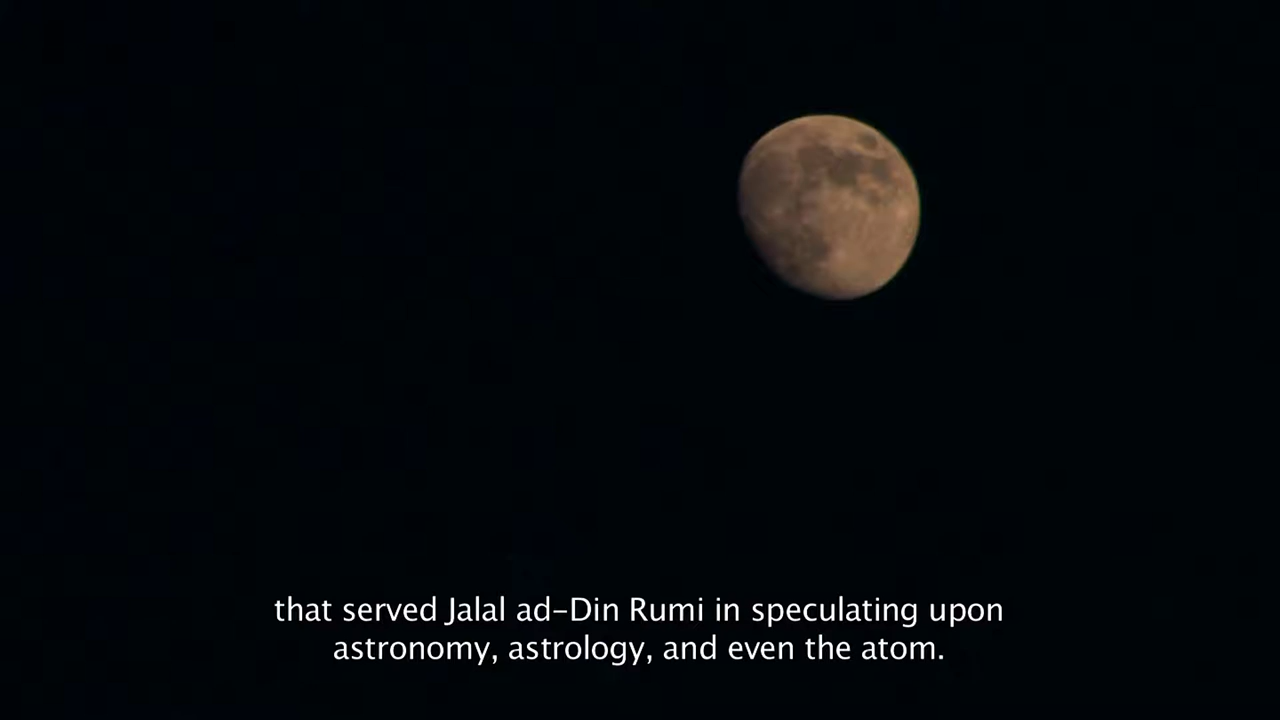 that served Jalal ad-Din Rumi in speculating upon
astronomy, astrology, and even the atom.